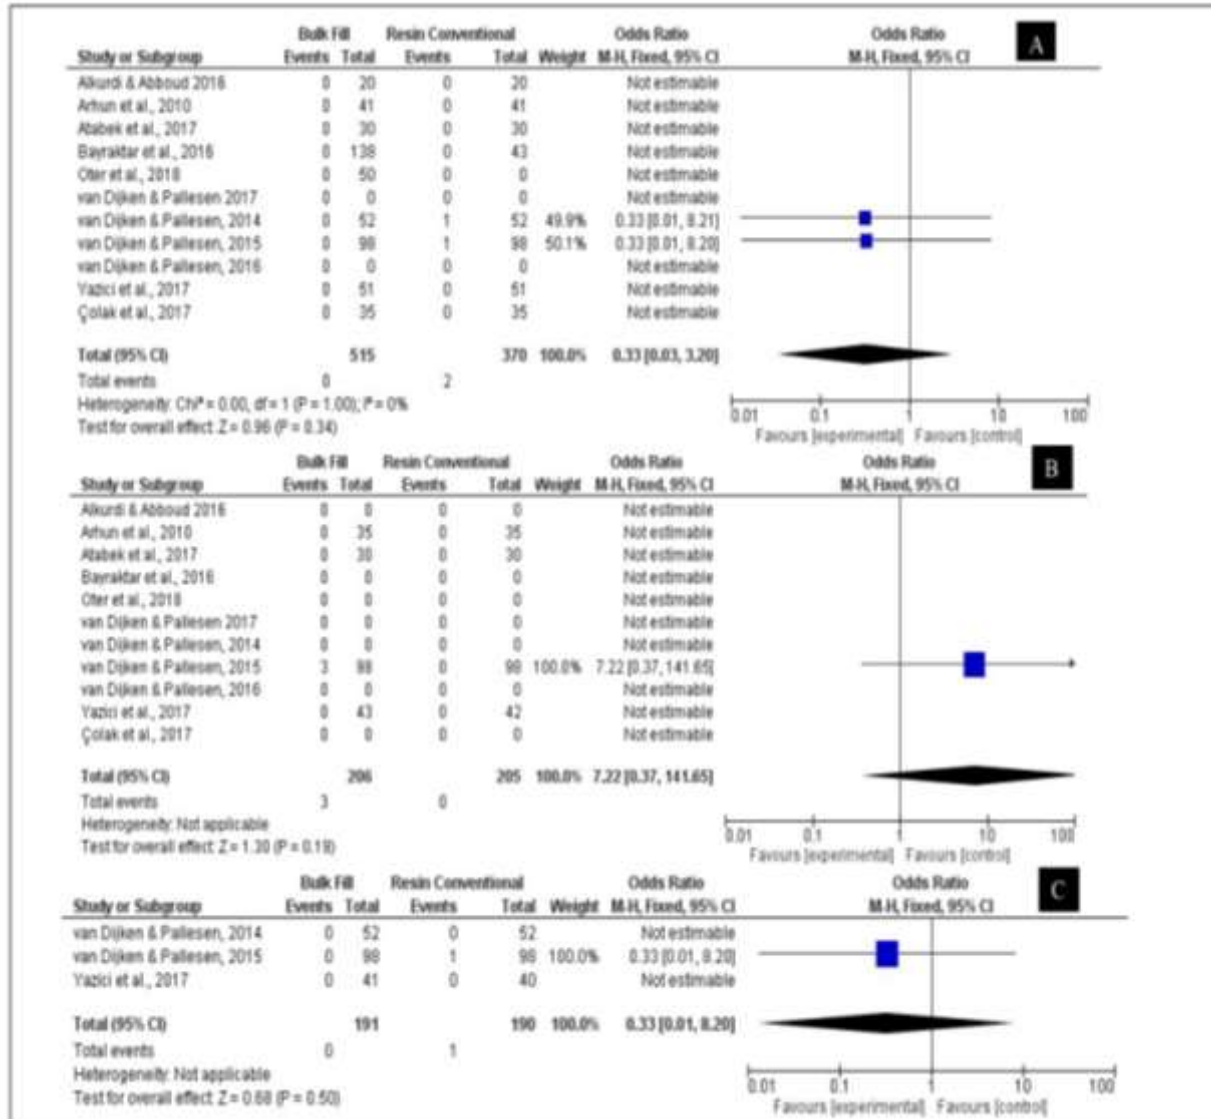 Bulk Fill Resin Conventional Odds Ratio Odds Ratio A
Study or Subgroup Events Total Events Total Weight M-H, Fixed, 95% CI M-H, Fixed, 95% CI
Alkurdi & Abboud 2016 0 20 0 20 Not estimable
Arhun et al., 2010 0 41 0 41 Not estimable
Atabek et al., 2017 0 30 0 30 Not estimable
Bayraktar et al., 2016 0 138 0 43 Not estimable
Oter et al., 2018 0 50 0 0 Not estimable
van Dijken & Pallesen 2017 0 0 0 0 Not estimable
van Dijken & Pallesen, 2014 0 52 1 52 49.9% 0.33 [0.01, 8.21]
van Dijken & Pallesen, 2015 0 98 1 98 50.1% 0.33 [0.01, 8.20]
van Dijken & Pallesen, 2016 0 0 0 0 Not estimable
Yazici et al., 2017 0 51 0 51 Not estimable
Çolak et al., 2017 0 35 0 35 Not estimable
Total (95% CI) 515 370 100.0% 0.33 [0.03, 3.20]
Total events 0 2
Heterogeneity: Chi² = 0.00, df = 1 (P = 1.00); I² = 0%
Test for overall effect: Z = 0.96 (P = 0.34)
0.01 0.1 1 10 100
Favours [experimental] Favours [control]
Bulk Fill Resin Conventional Odds Ratio Odds Ratio B
Study or Subgroup Events Total Events Total Weight M-H, Fixed, 95% CI M-H, Fixed, 95% CI
Alkurdi & Abboud 2016 0 0 0 0 Not estimable
Arhun et al., 2010 0 35 0 35 Not estimable
Atabek et al., 2017 0 30 0 30 Not estimable
Bayraktar et al., 2016 0 0 0 0 Not estimable
Oter et al., 2018 0 0 0 0 Not estimable
van Dijken & Pallesen 2017 0 0 0 0 Not estimable
van Dijken & Pallesen, 2014 0 0 0 0 Not estimable
van Dijken & Pallesen, 2015 3 98 0 98 100.0% 7.22 [0.37, 141.65]
van Dijken & Pallesen, 2016 0 0 0 0 Not estimable
Yazici et al., 2017 0 43 0 42 Not estimable
Çolak et al., 2017 0 0 0 0 Not estimable
Total (95% CI) 206 205 100.0% 7.22 [0.37, 141.65]
Total events 3 0
Heterogeneity: Not applicable
Test for overall effect: Z = 1.30 (P = 0.19)
0.01 0.1 1 10 100
Favours [experimental] Favours [control]
Bulk Fill Resin Conventional Odds Ratio Odds Ratio C
Study or Subgroup Events Total Events Total Weight M-H, Fixed, 95% CI M-H, Fixed, 95% CI
van Dijken & Pallesen, 2014 0 52 0 52 Not estimable
van Dijken & Pallesen, 2015 0 98 1 98 100.0% 0.33 [0.01, 8.20]
Yazici et al., 2017 0 41 0 40 Not estimable
Total (95% CI) 191 190 100.0% 0.33 [0.01, 8.20]
Total events 0 1
Heterogeneity: Not applicable
Test for overall effect: Z = 0.68 (P = 0.50)
0.01 0.1 1 10 100
Favours [experimental] Favours [control]